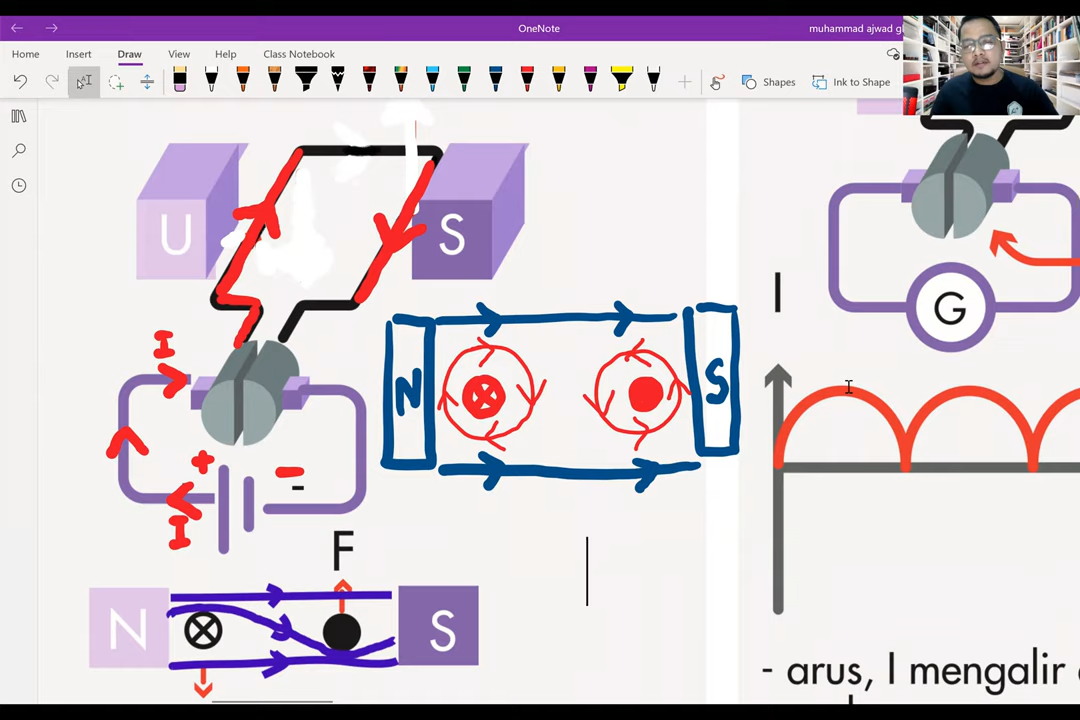 OneNote
muhammad ajwad
Home Insert Draw View Help Class Notebook
Shapes
Ink to Shape
U
S
I
+
-
-
I
N
S
F
N
S
G
I
- arus, I mengalir